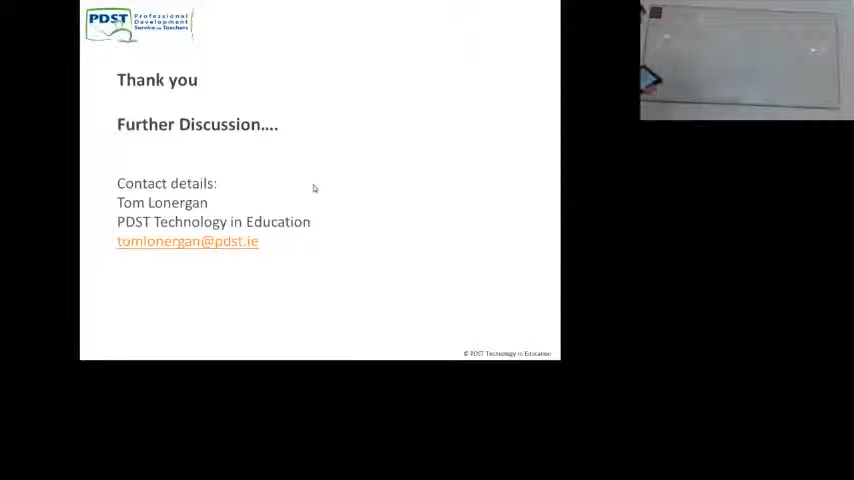 PDST Professional
Development
Service for Teachers
Thank you
Further Discussion....
Contact details:
Tom Lonergan
PDST Technology in Education
tomlonergan@pdst.ie
© PDST Technology in Education